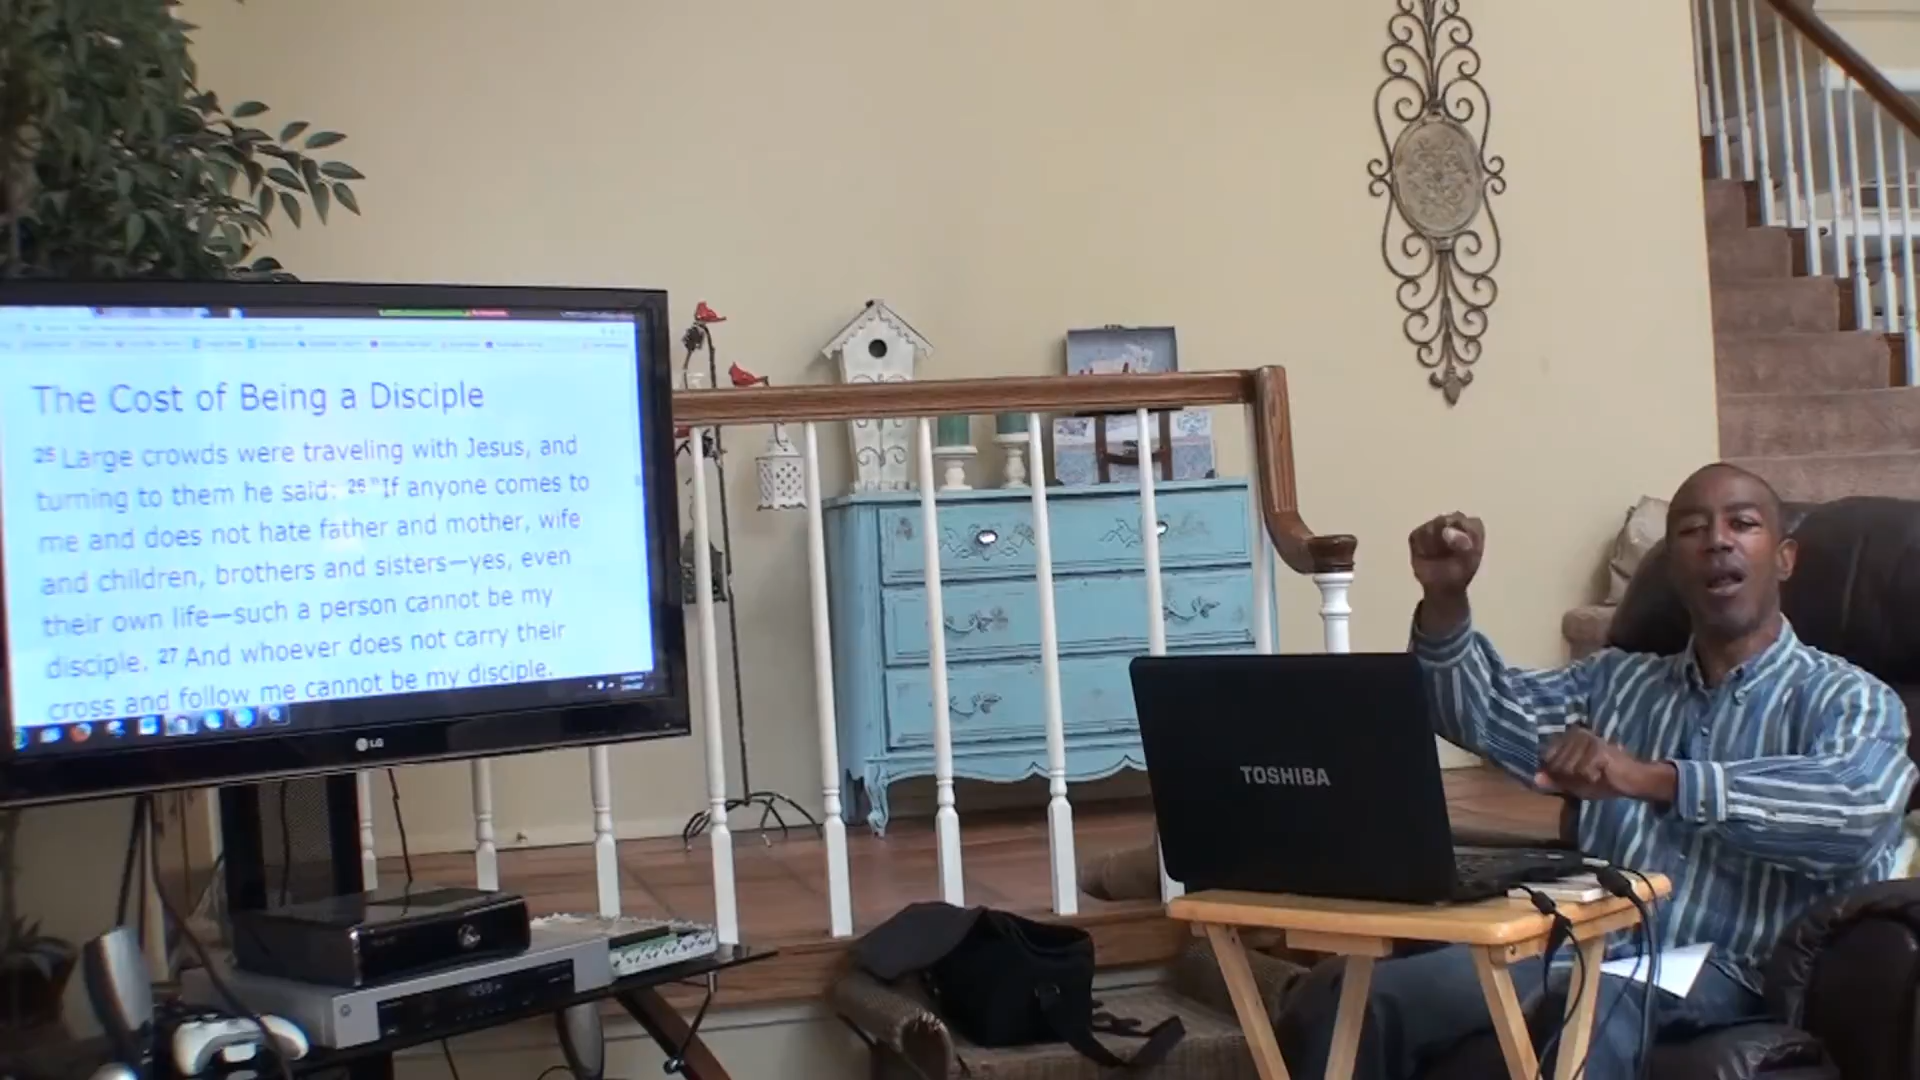 The Cost of Being a Disciple
25 Large crowds were traveling with Jesus, and
turning to them he said: 26 "If anyone comes to
me and does not hate father and mother, wife
and children, brothers and sisters—yes, even
their own life—such a person cannot be my
disciple. 27 And whoever does not carry their
cross and follow me cannot be my disciple.
LG
TOSHIBA